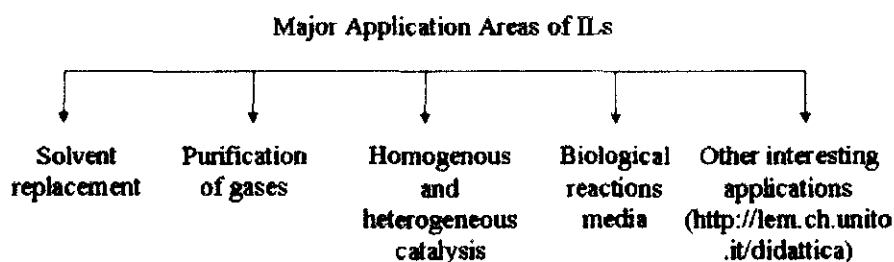 Major Application Areas of ILs
Solvent
replacement
Purification
of gases
Homogenous
and
heterogeneous
catalysis
Biological
reactions
media
Other interesting
applications
(http://lem.ch.unito
.it/didattica)